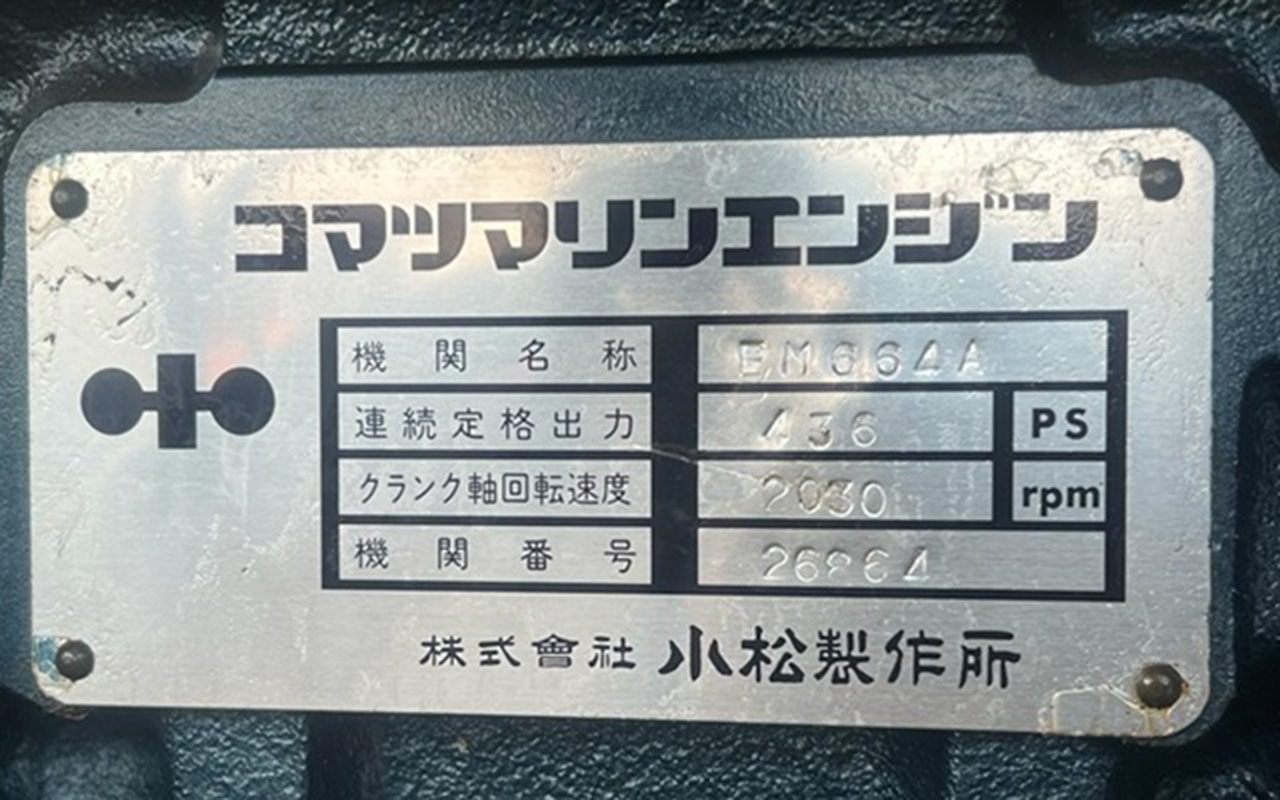 コマツマリンエンジン
機関名称 EM664A
連続定格出力 436 PS
クランク軸回転速度 2030 rpm
機関番号
株式會社 小松製作所